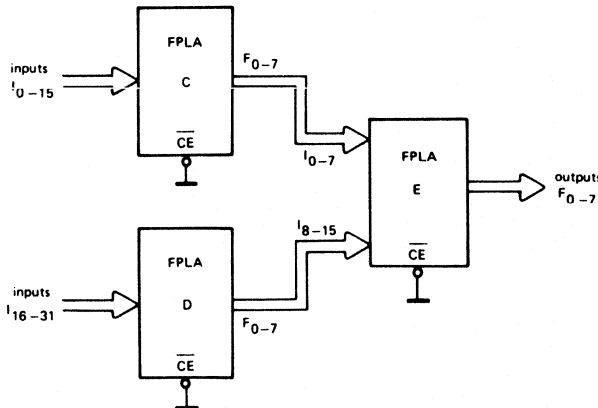 FPLA
C
CE
inputs
I0–15
F0–7
I0–7
FPLA
E
CE
outputs
F0–7
FPLA
D
CE
inputs
I16–31
I8–15
F0–7